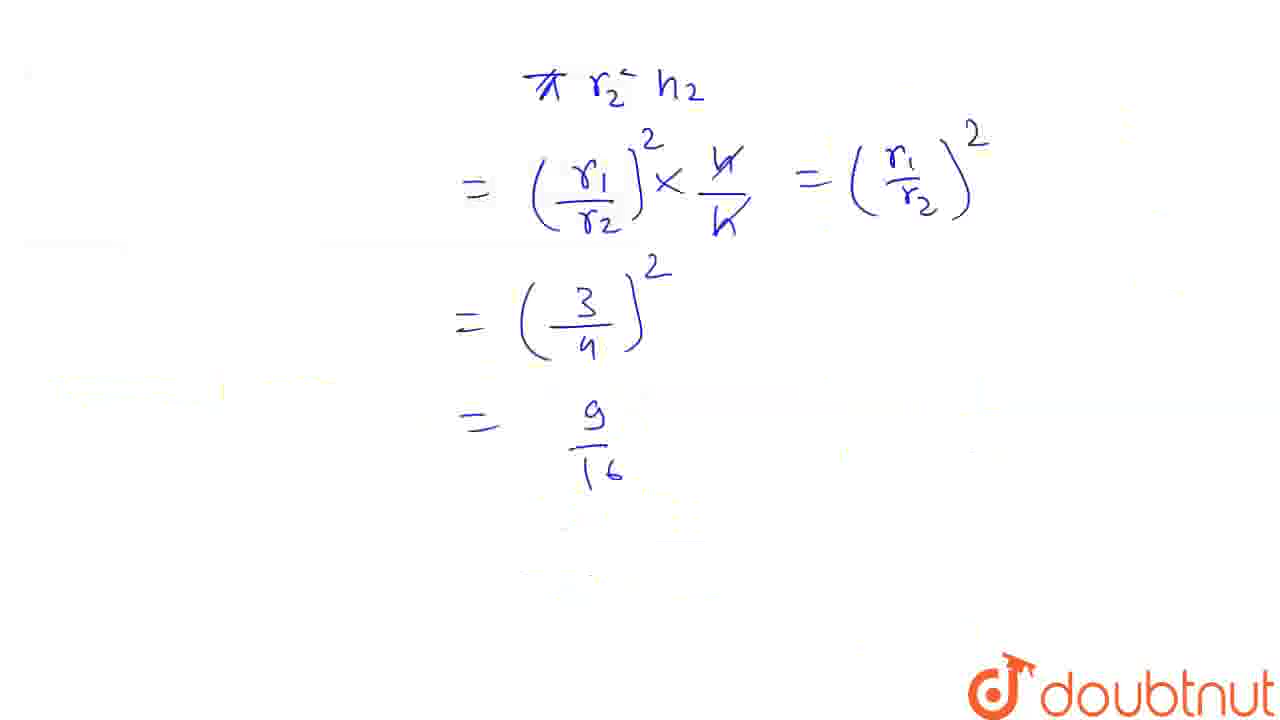 π r₂² h₂
= (r₁/r₂)² × h/h = (r₁/r₂)²
= (3/4)²
= 9/16
doubtnut